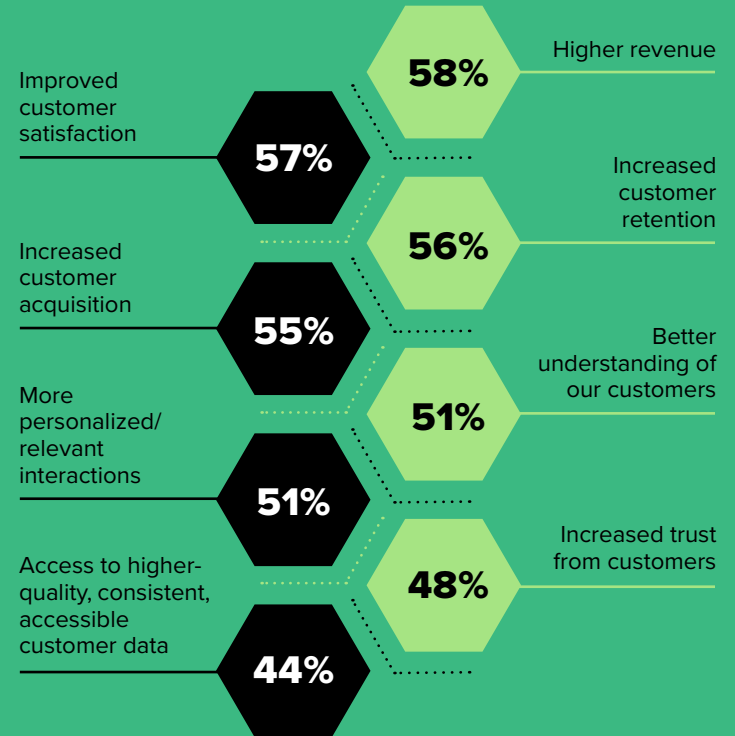 58%
Higher revenue
Improved
customer
satisfaction
57%
Increased
customer
retention
56%
Increased
customer
acquisition
55%
Better
understanding of
our customers
51%
More
personalized/
relevant
interactions
51%
Increased trust
from customers
48%
Access to higher-
quality, consistent,
accessible
customer data
44%